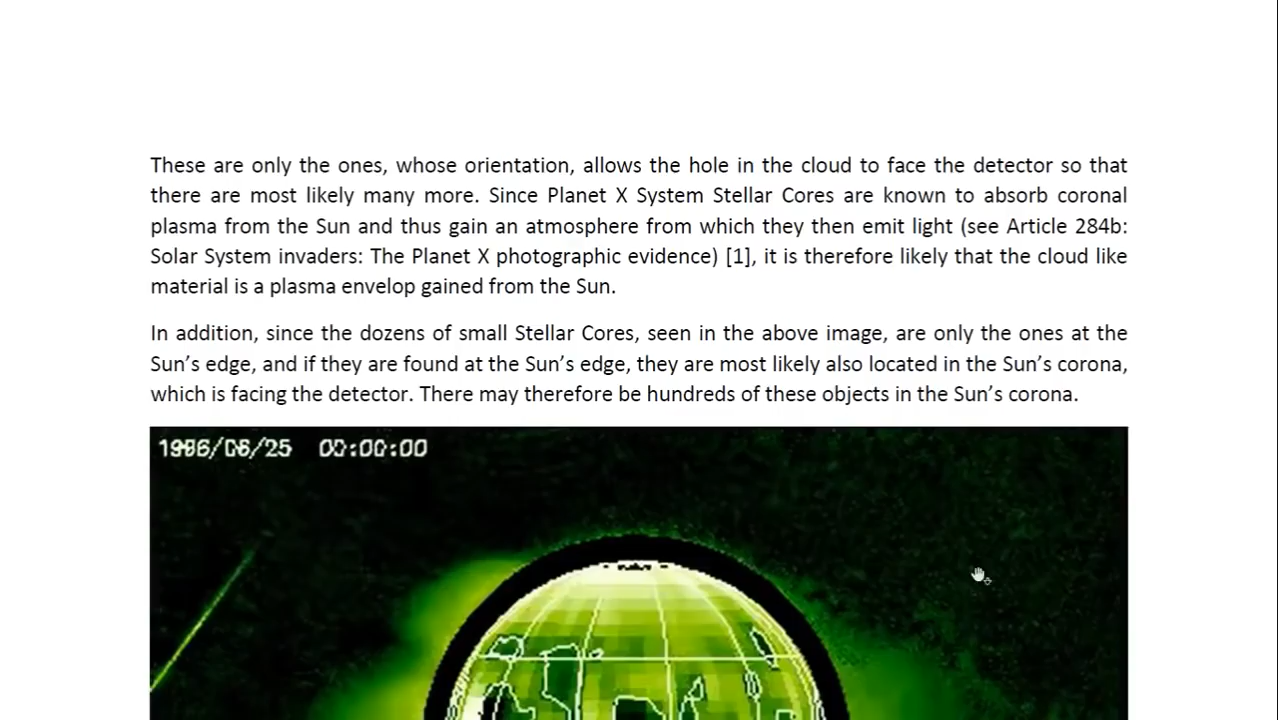 These are only the ones, whose orientation, allows the hole in the cloud to face the detector so that
there are most likely many more. Since Planet X System Stellar Cores are known to absorb coronal
plasma from the Sun and thus gain an atmosphere from which they then emit light (see Article 284b:
Solar System invaders: The Planet X photographic evidence) [1], it is therefore likely that the cloud like
material is a plasma envelop gained from the Sun.
In addition, since the dozens of small Stellar Cores, seen in the above image, are only the ones at the
Sun's edge, and if they are found at the Sun's edge, they are most likely also located in the Sun's corona,
which is facing the detector. There may therefore be hundreds of these objects in the Sun's corona.
1996/06/25 00:00:00